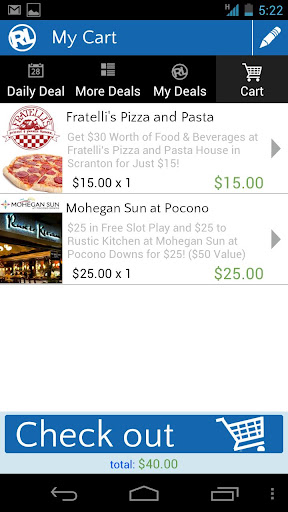 5:22
RL My Cart
28
Daily Deal More Deals My Deals Cart
FRATELLI'S
Fratelli's Pizza and Pasta
Get $30 Worth of Food & Beverages at
Fratelli's Pizza and Pasta House in
Scranton for Just $15!
$15.00 x 1 $15.00
MOHEGAN SUN
Mohegan Sun at Pocono
$25 in Free Slot Play and $25 to
Rustic Kitchen at Mohegan Sun at
Pocono Downs for $25! ($50 Value)
$25.00 x 1 $25.00
Check out
total: $40.00